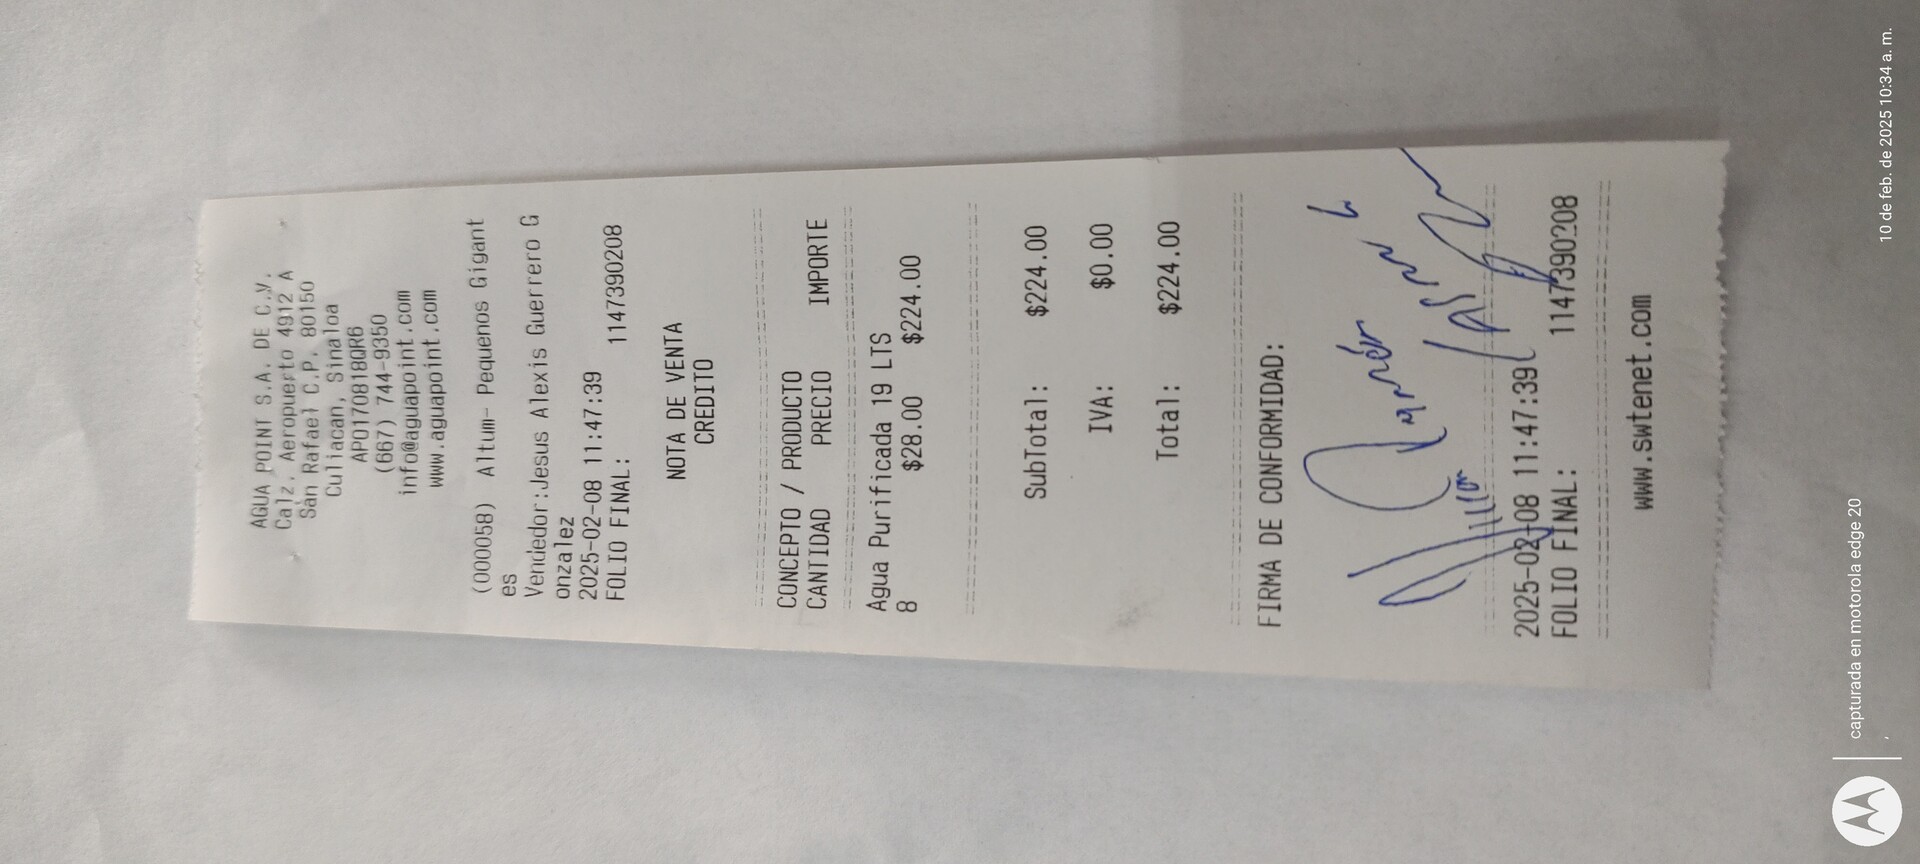 AGUA POINT S.A. DE C.V.
Calz. Aeropuerto 4912 A
San Rafael C.P. 80150
Culiacan, Sinaloa
APO170818QR6
(667) 744-9350
info@aguapoint.com
www.aguapoint.com
(000058) Altum- Pequenos Gigant
es
Vendedor:Jesus Alexis Guerrero G
onzalez
2025-02-08 11:47:39
FOLIO FINAL: 1147390208
NOTA DE VENTA
CREDITO
CONCEPTO / PRODUCTO
CANTIDAD PRECIO IMPORTE
Agua Purificada 19 LTS
8 $28.00 $224.00
SubTotal: $224.00
IVA: $0.00
Total: $224.00
FIRMA DE CONFORMIDAD:
2025-02-08 11:47:39
FOLIO FINAL: 1147390208
www.swtenet.com
capturada en motorola edge 20
10 de feb. de 2025 10:34 a. m.